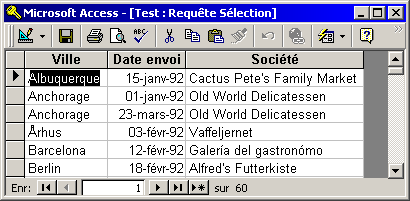 Microsoft Access - [Test : Requête Sélection]
ABC
Ville Date envoi Société
Albuquerque 15-janv-92 Cactus Pete's Family Market
Anchorage 01-janv-92 Old World Delicatessen
Anchorage 23-mars-92 Old World Delicatessen
Århus 03-févr-92 Vaffeljernet
Barcelona 12-févr-92 Galería del gastronómo
Berlin 18-févr-92 Alfred's Futterkiste
Enr: 1 sur 60